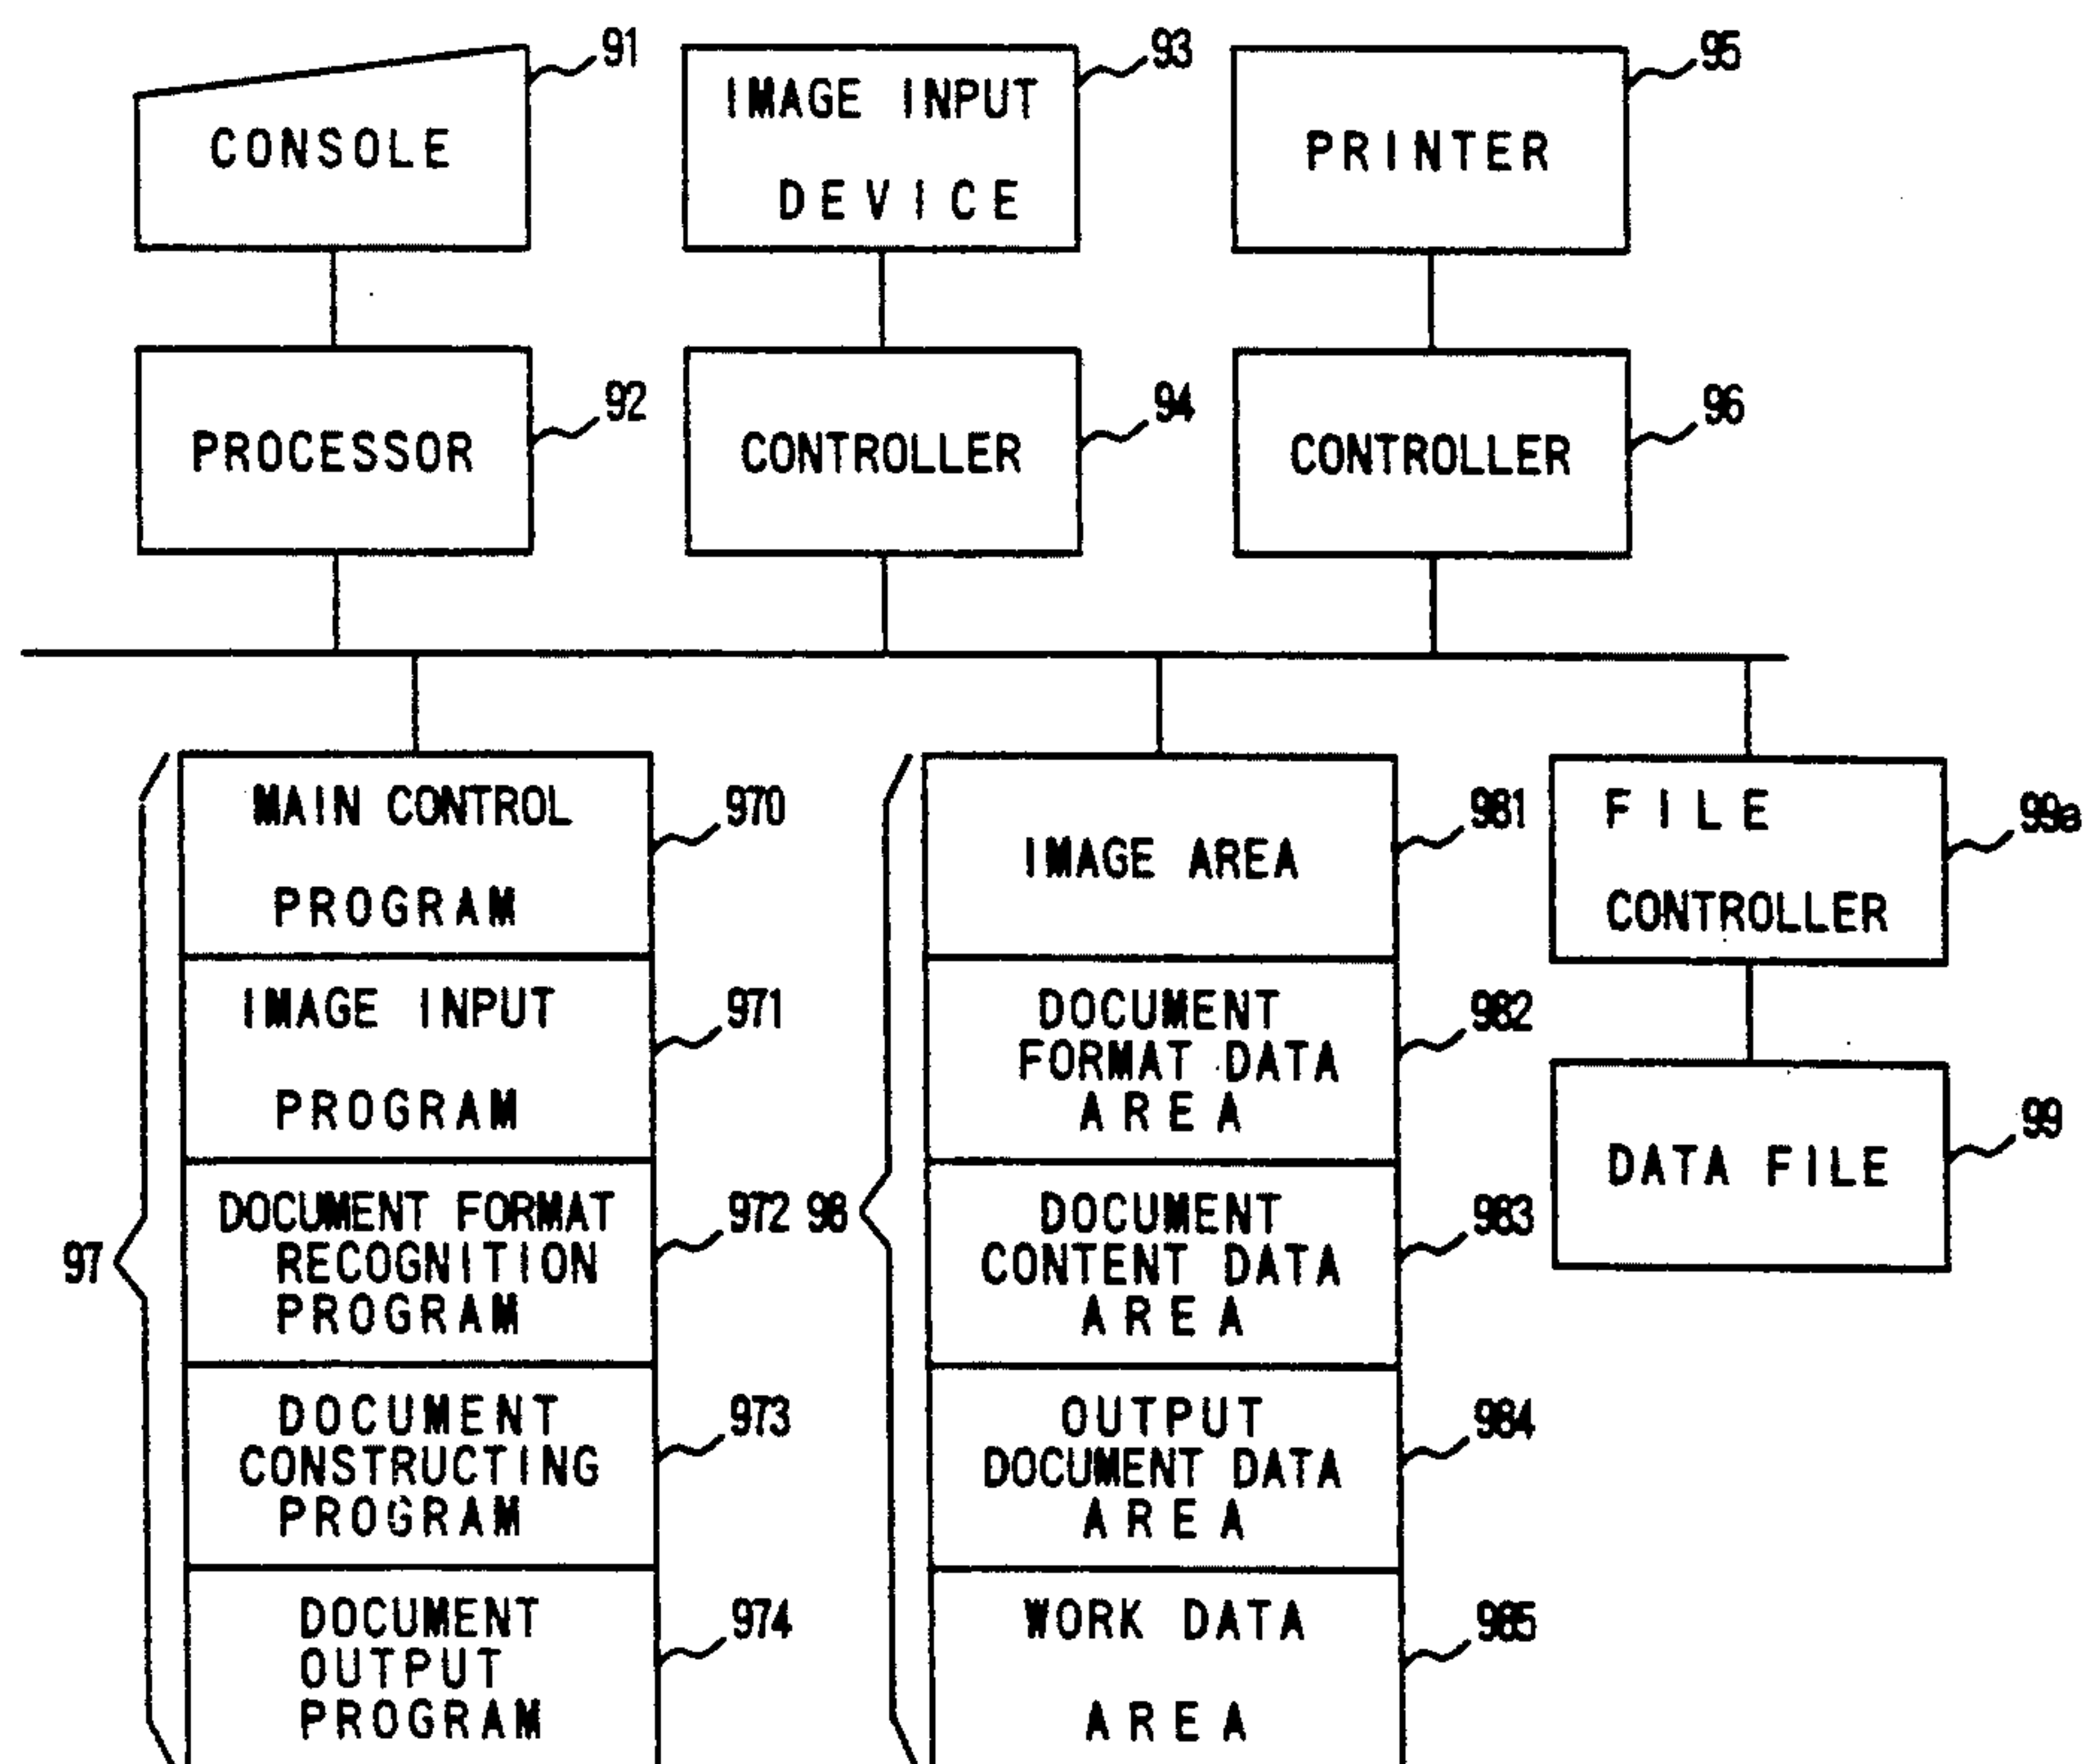 91
CONSOLE
93
IMAGE INPUT
DEVICE
95
PRINTER
92
PROCESSOR
94
CONTROLLER
96
CONTROLLER
97
MAIN CONTROL
PROGRAM
970
IMAGE INPUT
PROGRAM
971
DOCUMENT FORMAT
RECOGNITION
PROGRAM
972
DOCUMENT
CONSTRUCTING
PROGRAM
973
DOCUMENT
OUTPUT
PROGRAM
974
98
IMAGE AREA
981
DOCUMENT
FORMAT DATA
AREA
982
DOCUMENT
CONTENT DATA
AREA
983
OUTPUT
DOCUMENT DATA
AREA
984
WORK DATA
AREA
985
FILE
CONTROLLER
99a
DATA FILE
99